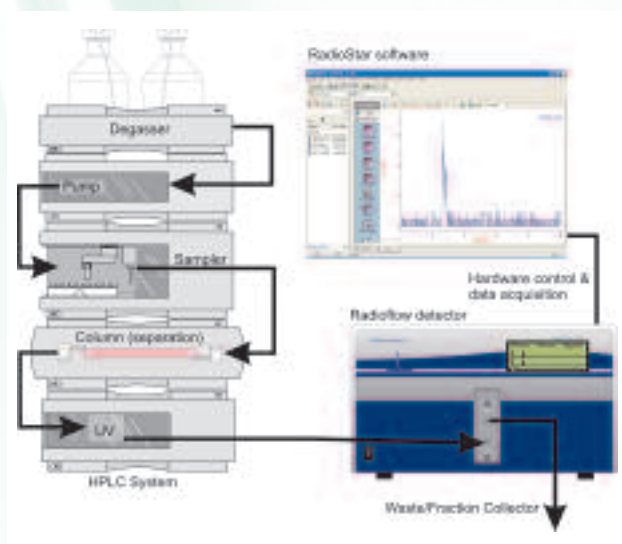 RadioStar software
Degasser
Pump
Sampler
Hardware control &
data acquisition
Radioflow detector
Column (separation)
UV
HPLC System
Waste/Fraction Collector